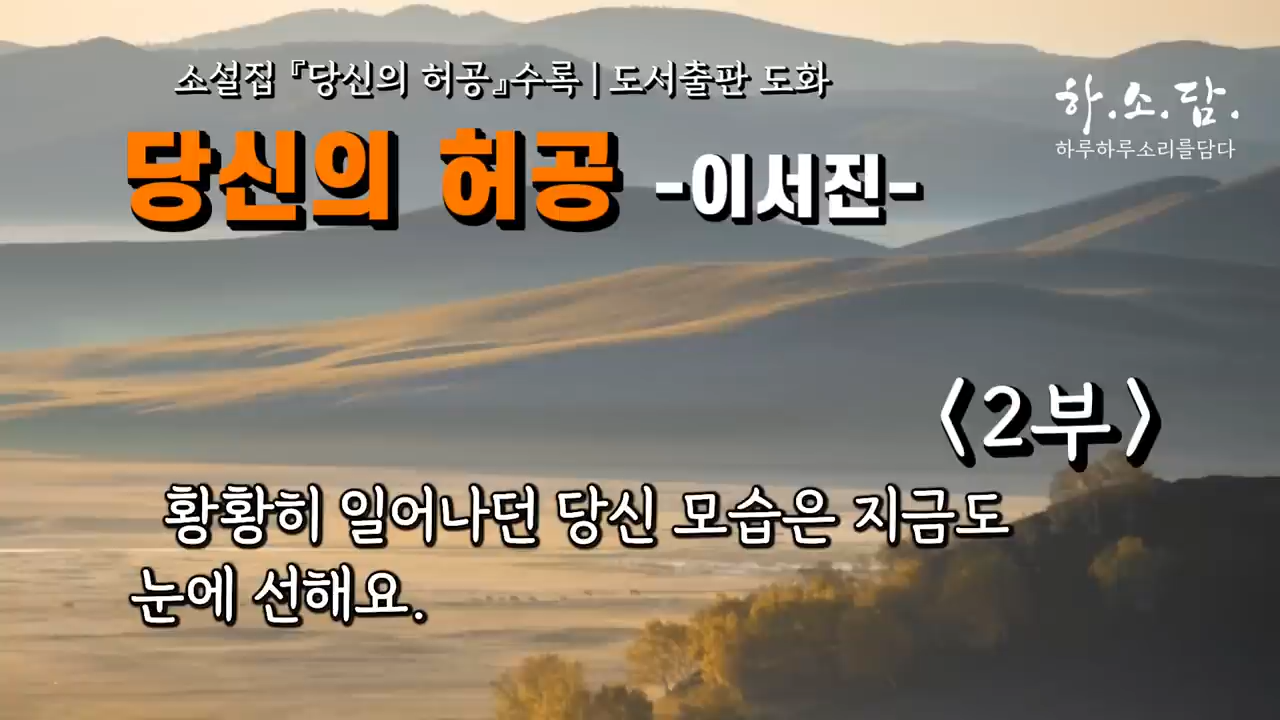 소설집 『당신의 허공』수록 | 도서출판 도화
하.소.담.
하루하루소리를담다
당신의 허공 -이서진-
〈2부〉
황황히 일어나던 당신 모습은 지금도
눈에 선해요.